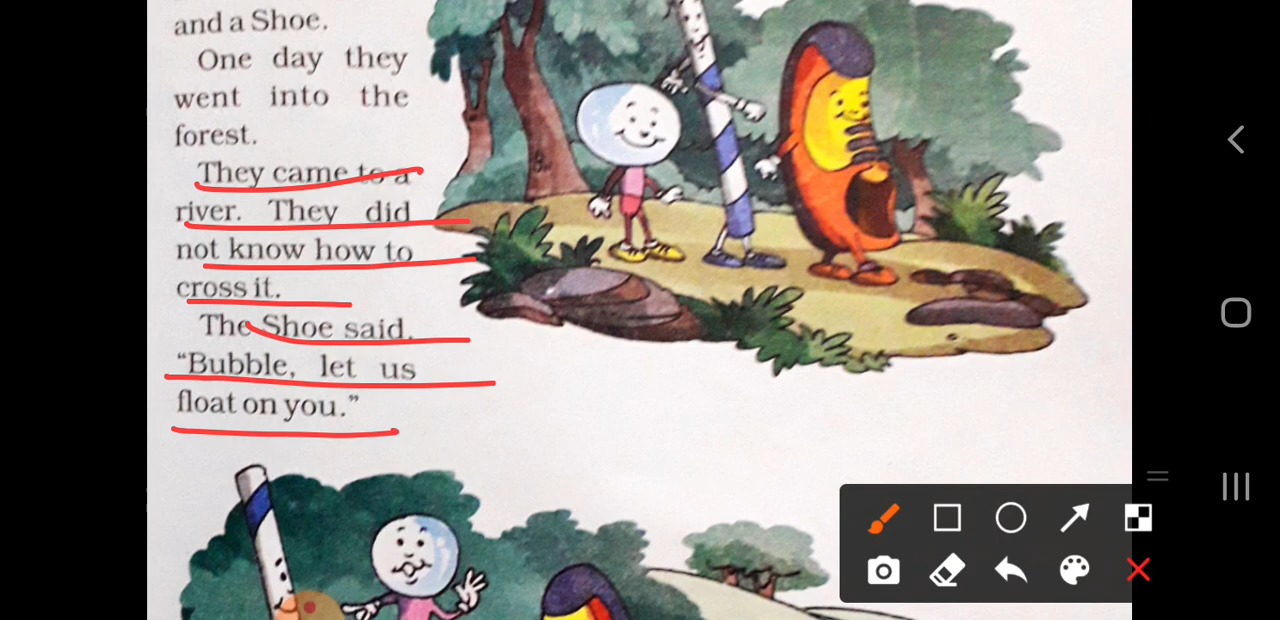 and a Shoe.
One day they
went into the
forest.
They came to a
river. They did
not know how to
cross it.
The Shoe said,
“Bubble, let us
float on you.”